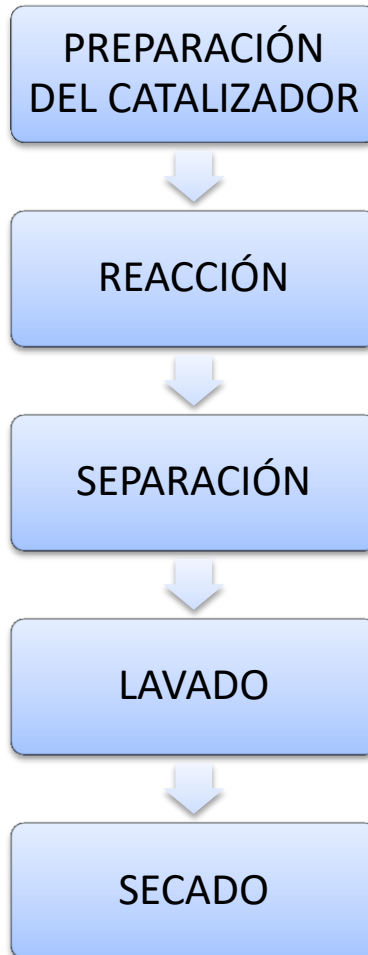 PREPARACIÓN
DEL CATALIZADOR
REACCIÓN
SEPARACIÓN
LAVADO
SECADO